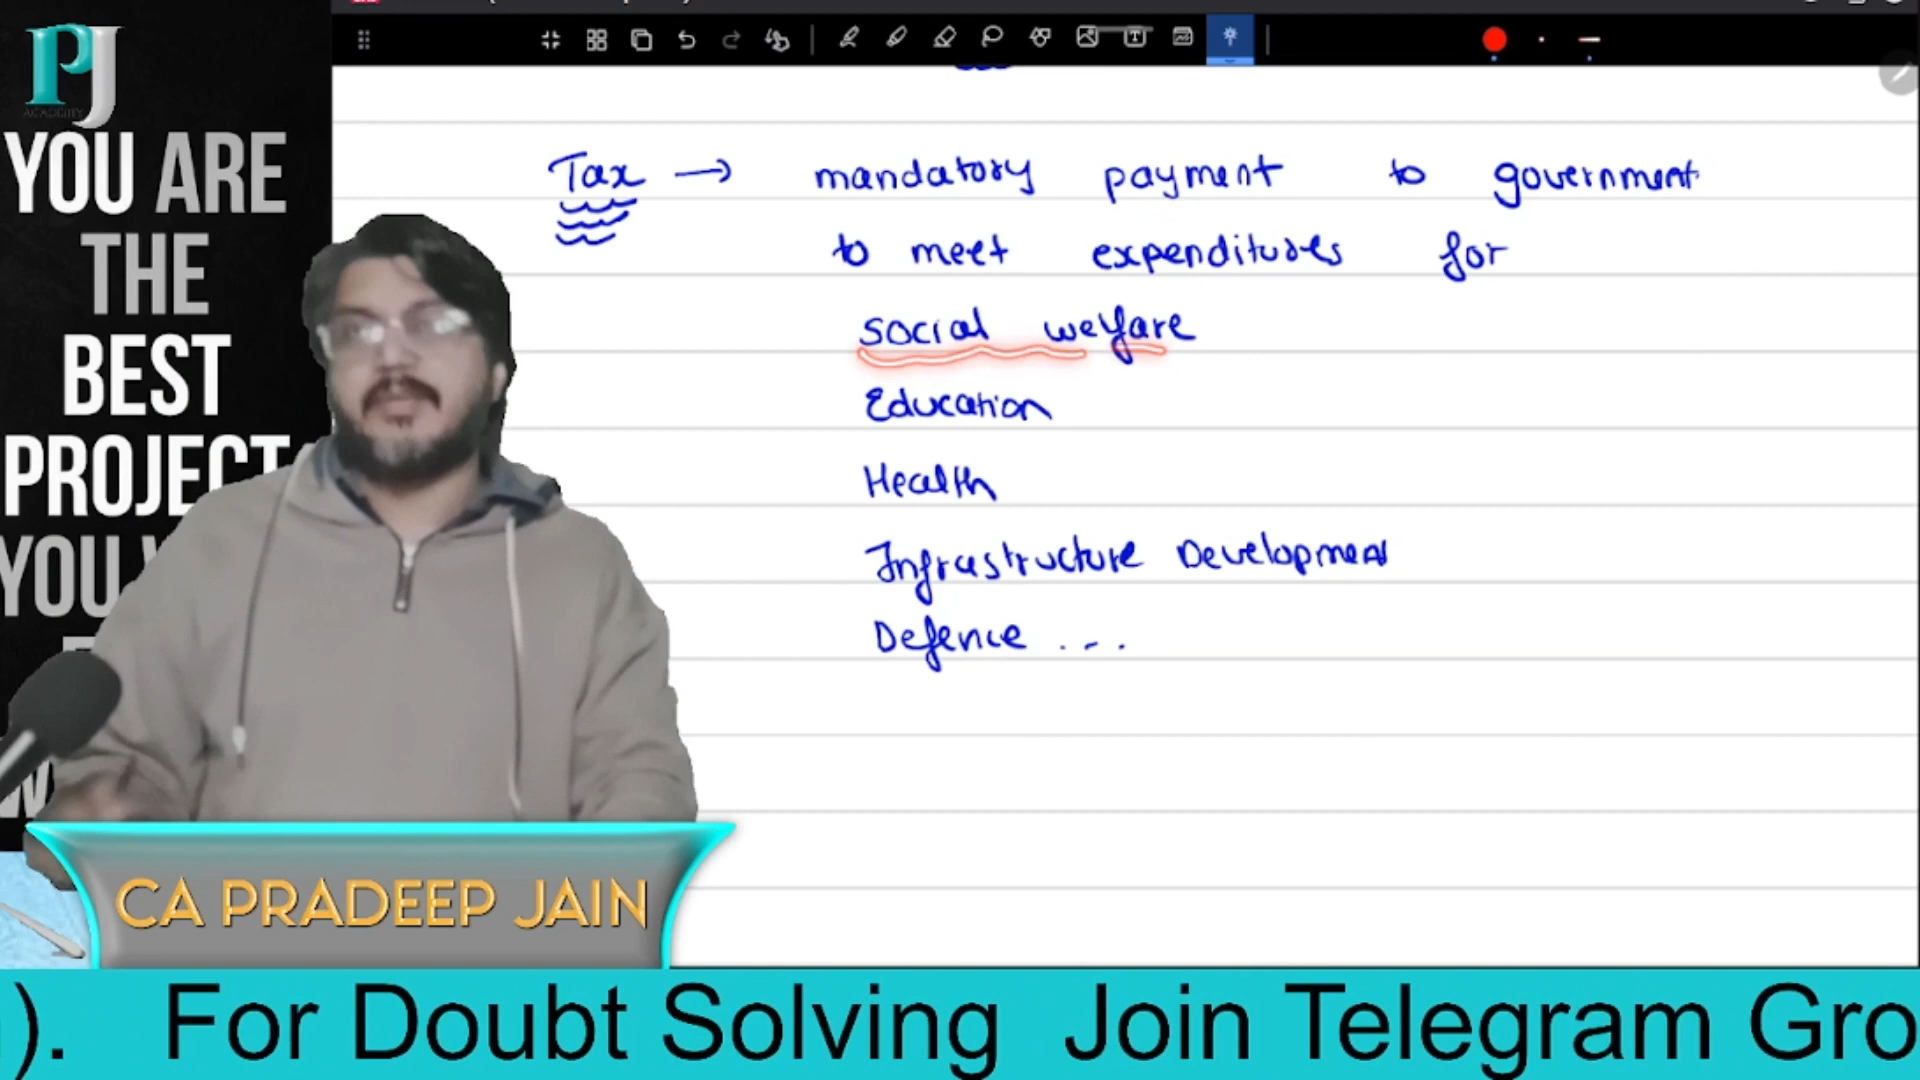 PJ
ACADEMY
YOU ARE
THE
BEST
PROJECT
YOU
Tax → mandatory payment to government
to meet expenditures for
social welfare
Education
Health
Infrastructure Development
Defence ...
CA PRADEEP JAIN
). For Doubt Solving Join Telegram Gro